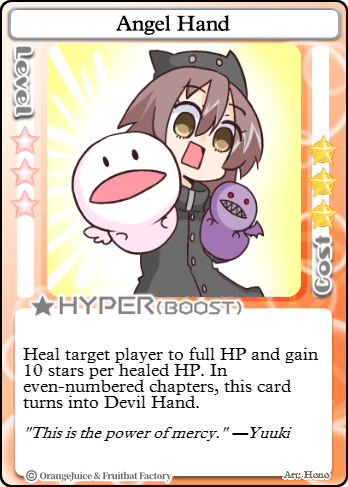 Angel Hand
Level
Cost
HYPER(BOOST)
Heal target player to full HP and gain
10 stars per healed HP. In
even-numbered chapters, this card
turns into Devil Hand.
"This is the power of mercy." —Yuuki
© OrangeJuice & Fruitbat Factory
Art: Hono